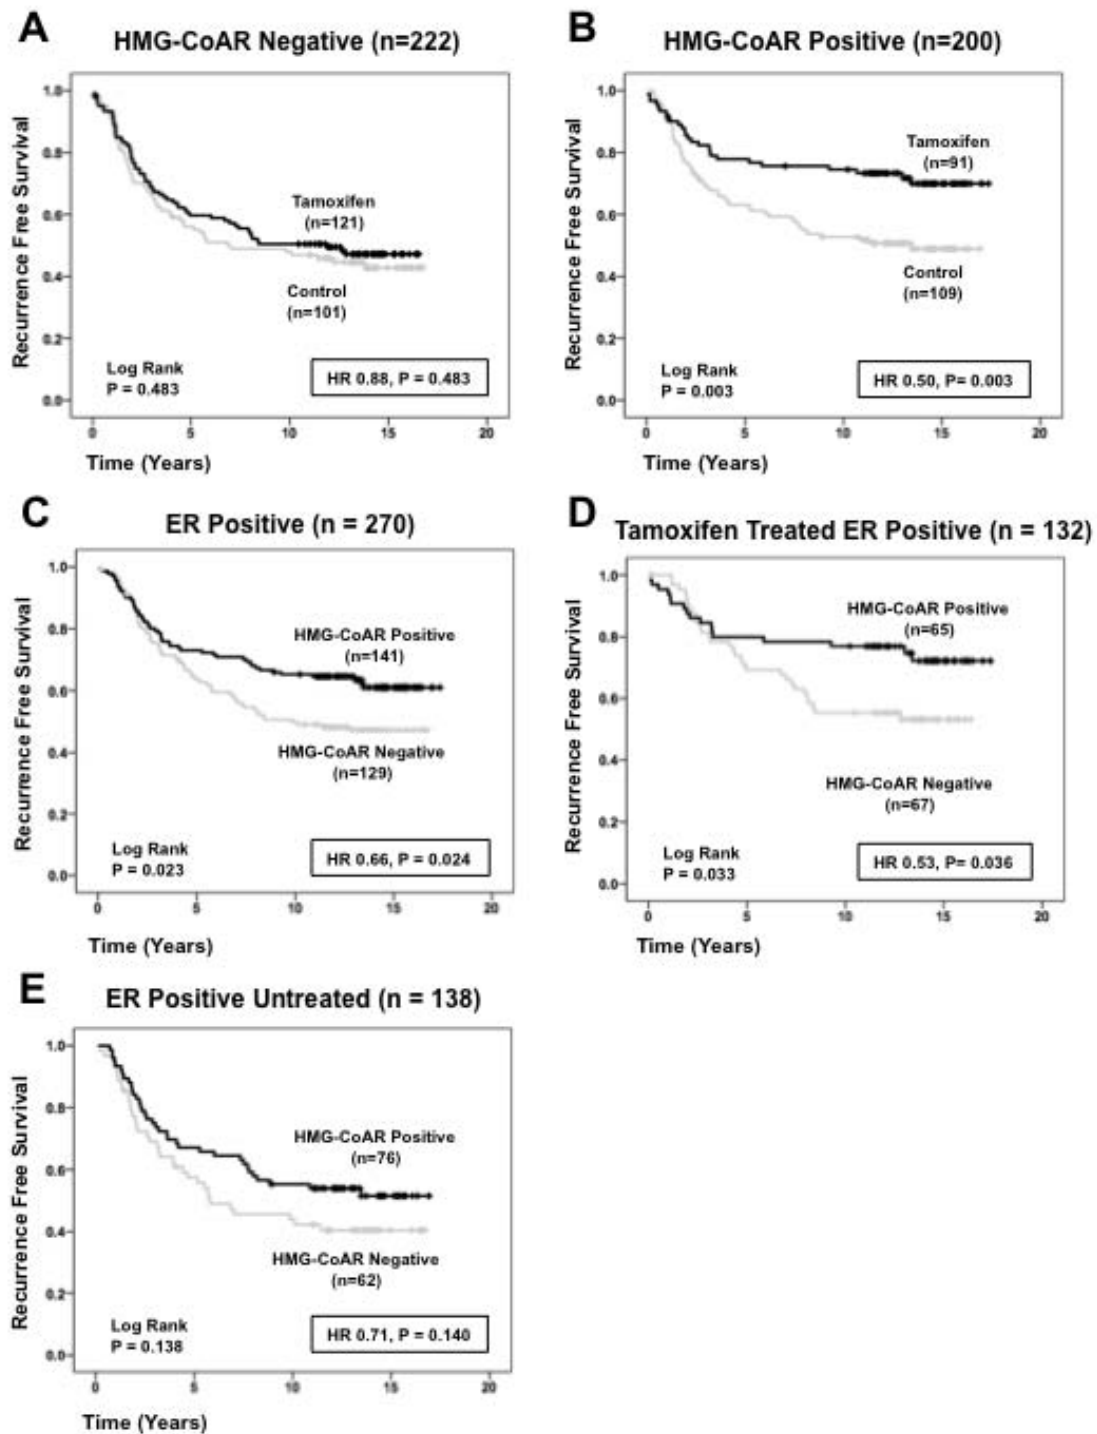 A
HMG-CoAR Negative (n=222)
Recurrence Free Survival
1.0
0.8
0.6
0.4
0.2
0.0
Tamoxifen
(n=121)
Control
(n=101)
Log Rank
P = 0.483
HR 0.88, P = 0.483
0 5 10 15 20
Time (Years)
B
HMG-CoAR Positive (n=200)
Recurrence Free Survival
1.0
0.8
0.6
0.4
0.2
0.0
Tamoxifen
(n=91)
Control
(n=109)
Log Rank
P = 0.003
HR 0.50, P= 0.003
0 5 10 15 20
Time (Years)
C
ER Positive (n = 270)
Recurrence Free Survival
1.0
0.8
0.6
0.4
0.2
0.0
HMG-CoAR Positive
(n=141)
HMG-CoAR Negative
(n=129)
Log Rank
P = 0.023
HR 0.66, P = 0.024
0 5 10 15 20
Time (Years)
D
Tamoxifen Treated ER Positive (n = 132)
Recurrence Free Survival
1.0
0.8
0.6
0.4
0.2
0.0
HMG-CoAR Positive
(n=65)
HMG-CoAR Negative
(n=67)
Log Rank
P = 0.033
HR 0.53, P= 0.036
0 5 10 15 20
Time (Years)
E
ER Positive Untreated (n = 138)
Recurrence Free Survival
1.0
0.8
0.6
0.4
0.2
0.0
HMG-CoAR Positive
(n=76)
HMG-CoAR Negative
(n=62)
Log Rank
P = 0.138
HR 0.71, P = 0.140
0 5 10 15 20
Time (Years)